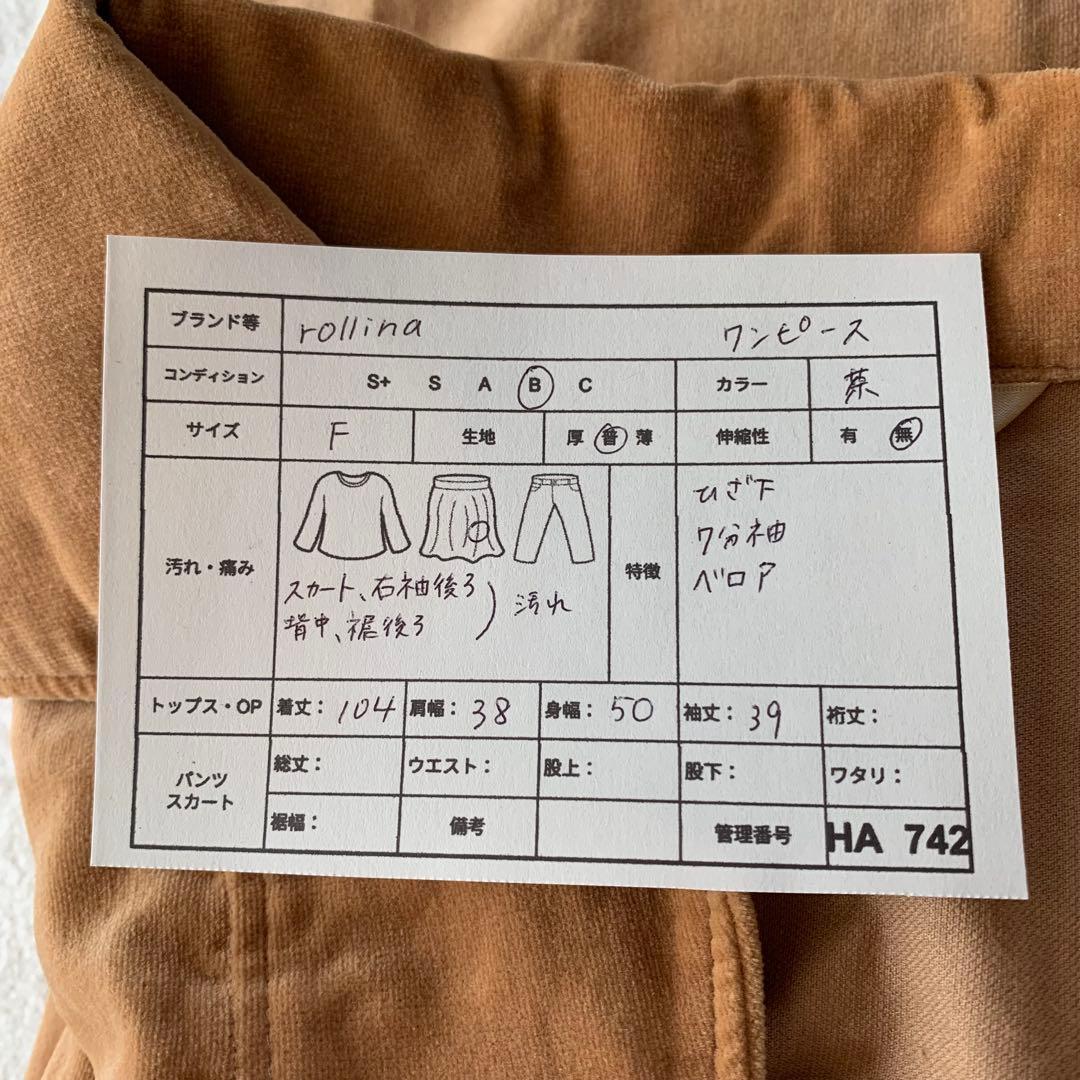 ブランド等 rollina ワンピース
コンディション S+ S A B C カラー 茶
サイズ F 生地 厚 普 薄 伸縮性 有 無
汚れ・痛み
スカート、右袖後ろ
背中、裾後ろ
汚れ
特徴
ひざ下
7分袖
ベロア
トップス・OP 着丈: 104 肩幅: 38 身幅: 50 袖丈: 39 裄丈:
パンツ
スカート
総丈: ウエスト: 股上: 股下: ワタリ:
裾幅: 備考 管理番号 HA 742